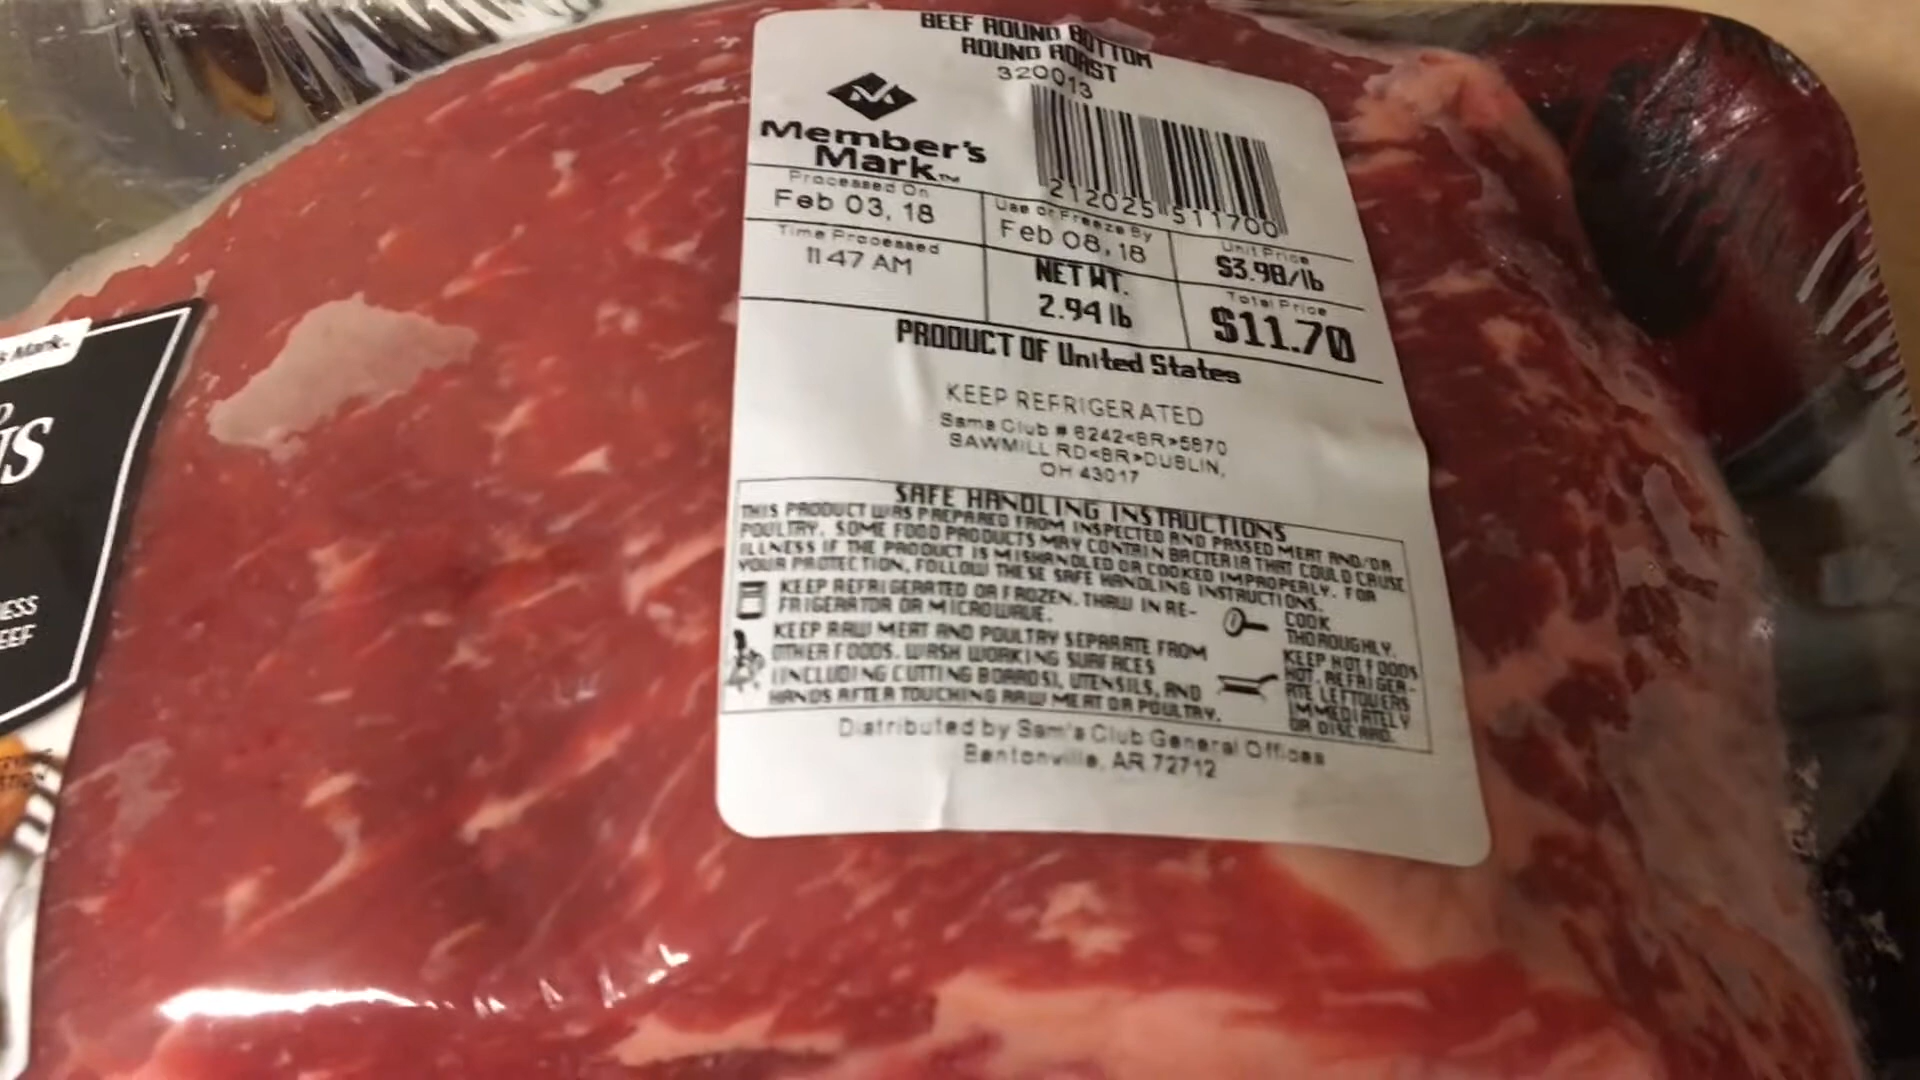 BEEF ROUND BOTTOM
ROUND ROAST
320013
Member's
Mark™
212025 511700
Processed On
Feb 03, 18
Use or Freeze By
Feb 08, 18
Unit Price
$3.98/lb
Time Processed
11:47 AM
NET WT.
2.94 lb
Total Price
$11.70
PRODUCT OF United States
KEEP REFRIGERATED
Sams Club # 6242<BR>5870
SAWMILL RD<BR>DUBLIN,
OH 43017
SAFE HANDLING INSTRUCTIONS
THIS PRODUCT WAS PREPARED FROM INSPECTED AND PASSED MEAT AND/OR
POULTRY. SOME FOOD PRODUCTS MAY CONTAIN BACTERIA THAT COULD CAUSE
ILLNESS IF THE PRODUCT IS MISHANDLED OR COOKED IMPROPERLY. FOR
YOUR PROTECTION, FOLLOW THESE SAFE HANDLING INSTRUCTIONS.
KEEP REFRIGERATED OR FROZEN. THAW IN RE-
FRIGERATOR OR MICROWAVE.
KEEP RAW MEAT AND POULTRY SEPARATE FROM
OTHER FOODS. WASH WORKING SURFACES
(INCLUDING CUTTING BOARDS), UTENSILS, AND
HANDS AFTER TOUCHING RAW MEAT OR POULTRY.
COOK
THOROUGHLY.
KEEP HOT FOODS
HOT. REFRIGER-
ATE LEFTOVERS
IMMEDIATELY
OR DISCARD.
Distributed by Sam's Club General Offices
Bentonville, AR 72712
s Mark